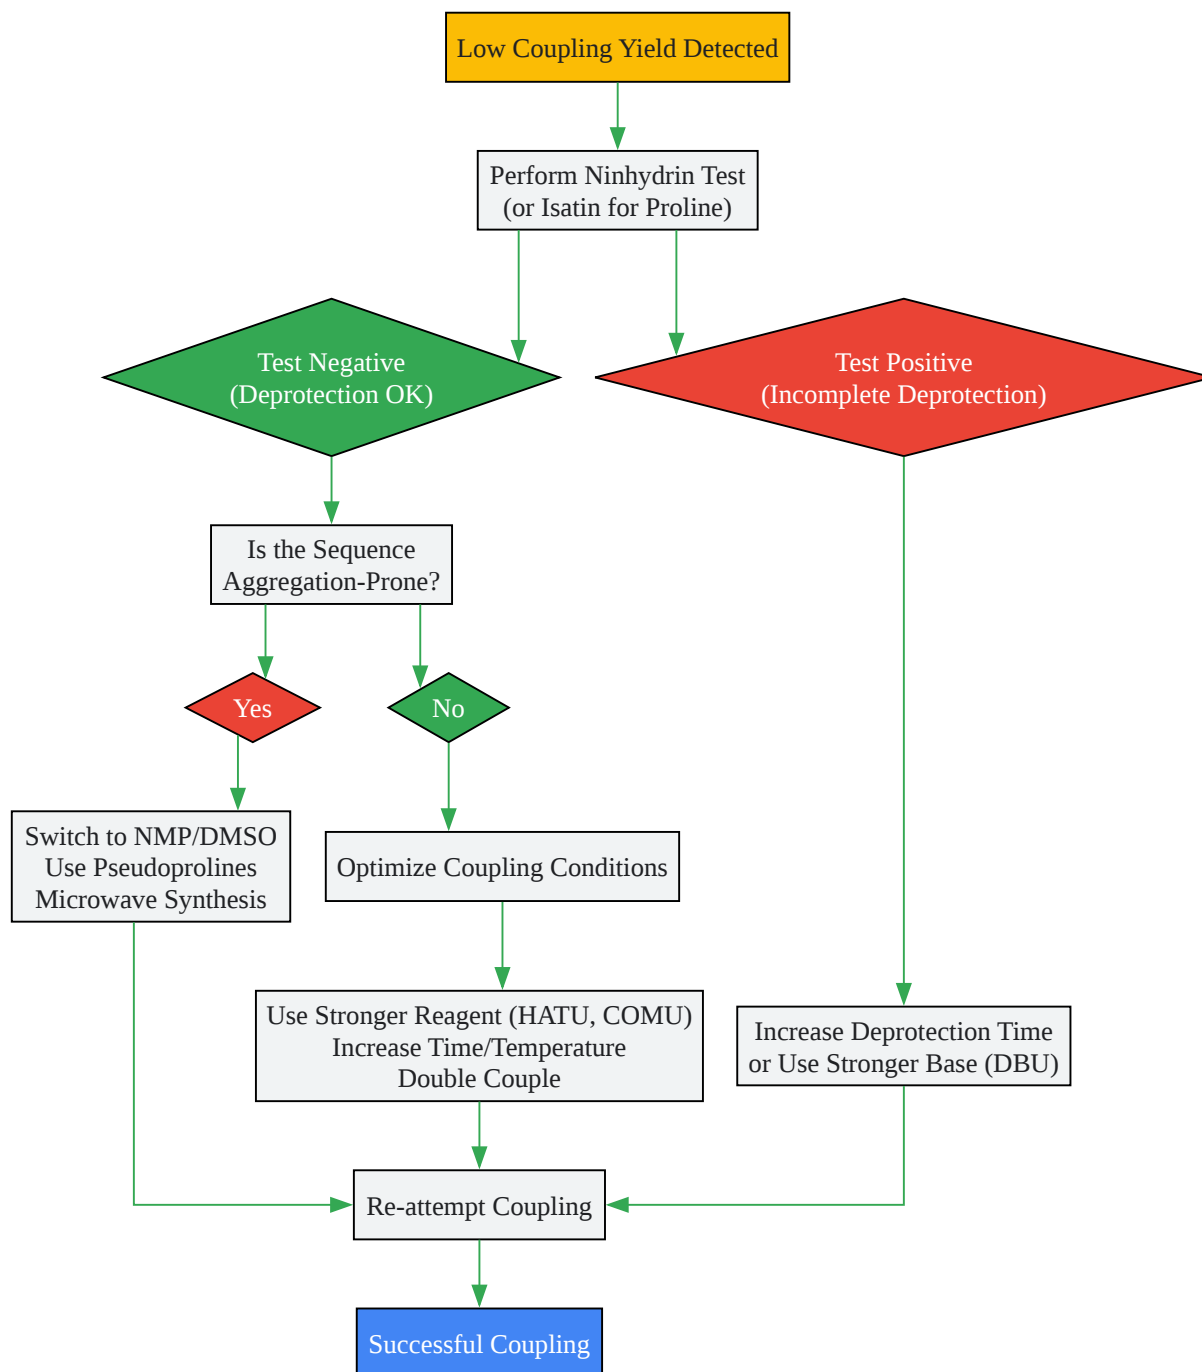 Low Coupling Yield Detected
Perform Ninhydrin Test
(or Isatin for Proline)
Test Negative
(Deprotection OK)
Test Positive
(Incomplete Deprotection)
Is the Sequence
Aggregation-Prone?
Yes
No
Switch to NMP/DMSO
Use Pseudoprolines
Microwave Synthesis
Optimize Coupling Conditions
Use Stronger Reagent (HATU, COMU)
Increase Time/Temperature
Double Couple
Increase Deprotection Time
or Use Stronger Base (DBU)
Re-attempt Coupling
Successful Coupling